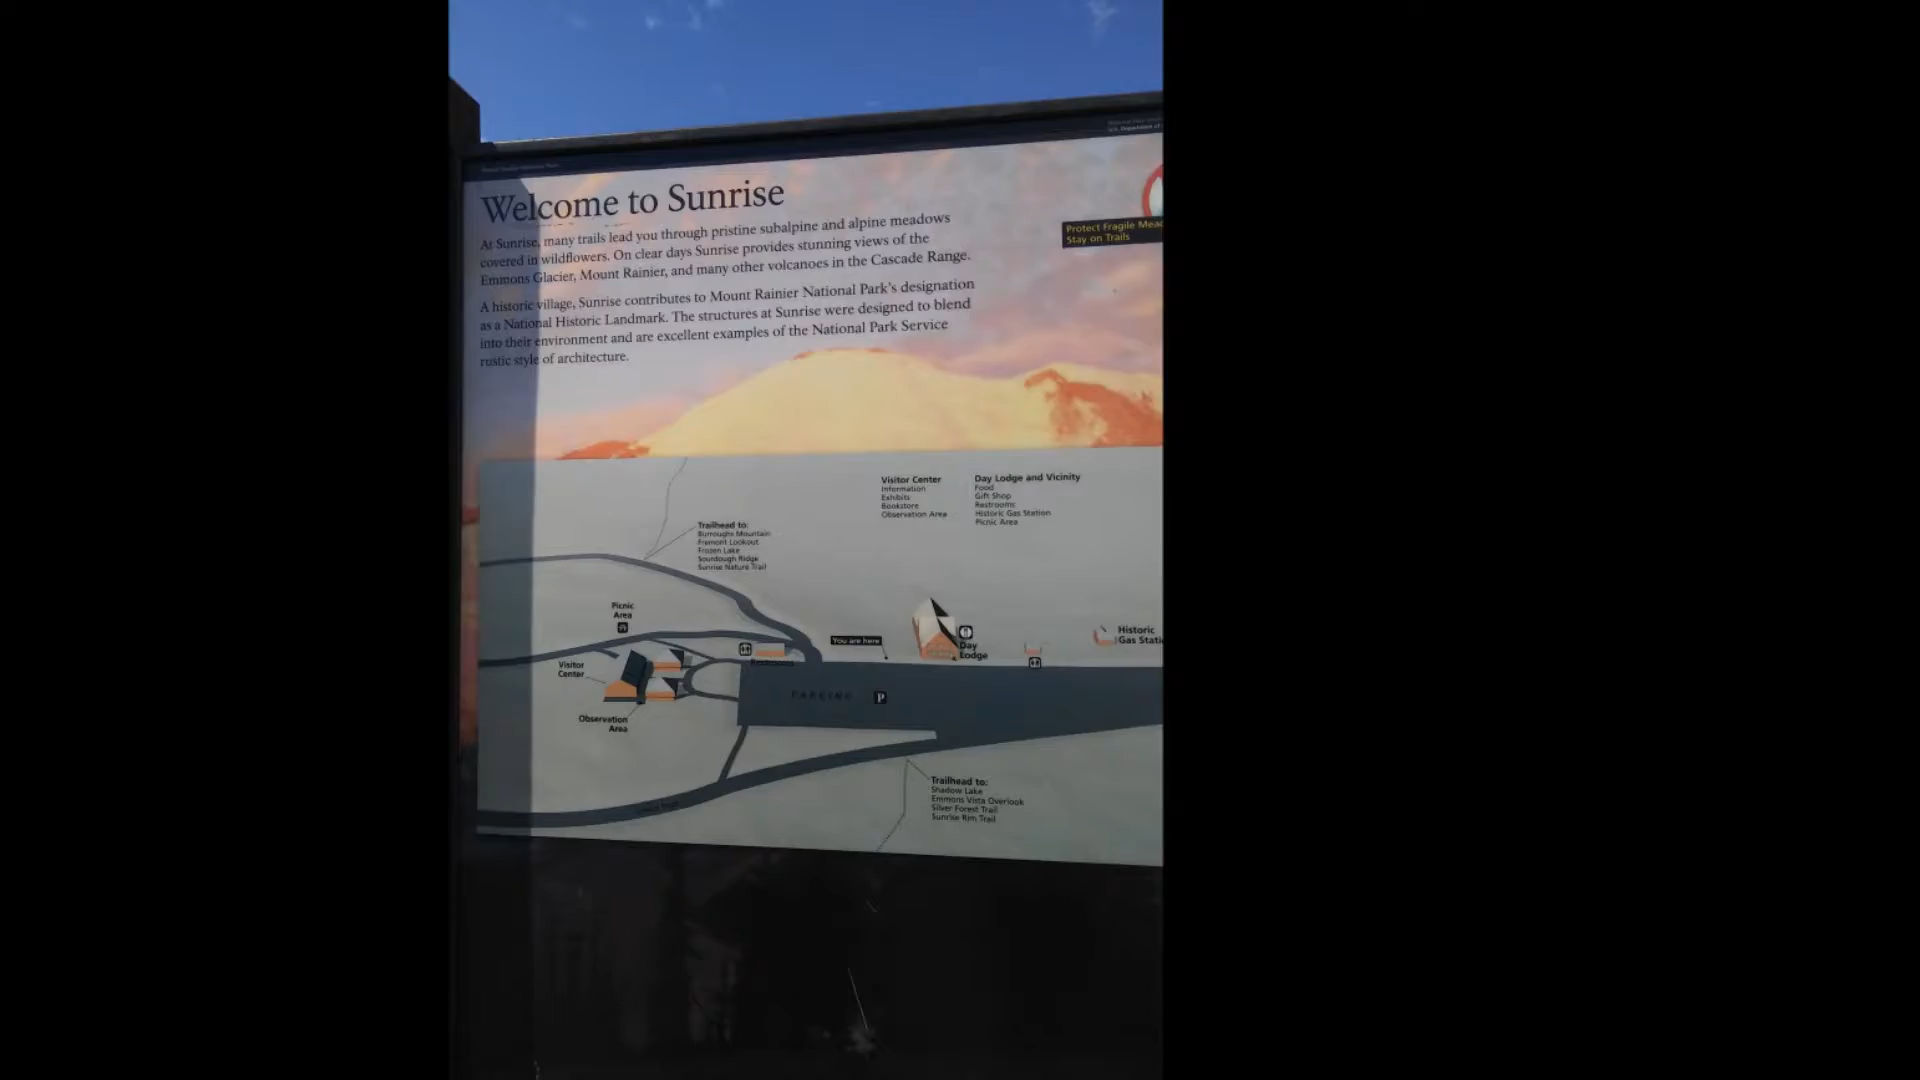 U.S. Department of
Welcome to Sunrise
At Sunrise, many trails lead you through pristine subalpine and alpine meadows
covered in wildflowers. On clear days Sunrise provides stunning views of the
Emmons Glacier, Mount Rainier, and many other volcanoes in the Cascade Range.
A historic village, Sunrise contributes to Mount Rainier National Park's designation
as a National Historic Landmark. The structures at Sunrise were designed to blend
into their environment and are excellent examples of the National Park Service
rustic style of architecture.
Protect Fragile Mead
Stay on Trails
Visitor Center
Information
Exhibits
Bookstore
Observation Area
Day Lodge and Vicinity
Food
Gift Shop
Restrooms
Historic Gas Station
Picnic Area
Trailhead to:
Burroughs Mountain
Fremont Lookout
Frozen Lake
Sourdough Ridge
Sunrise Nature Trail
Picnic
Area
Visitor
Center
Observation
Area
Restrooms
You are here
Day
Lodge
Historic
Gas Stati
PARKING
P
Trailhead to:
Shadow Lake
Emmons Vista Overlook
Silver Forest Trail
Sunrise Rim Trail